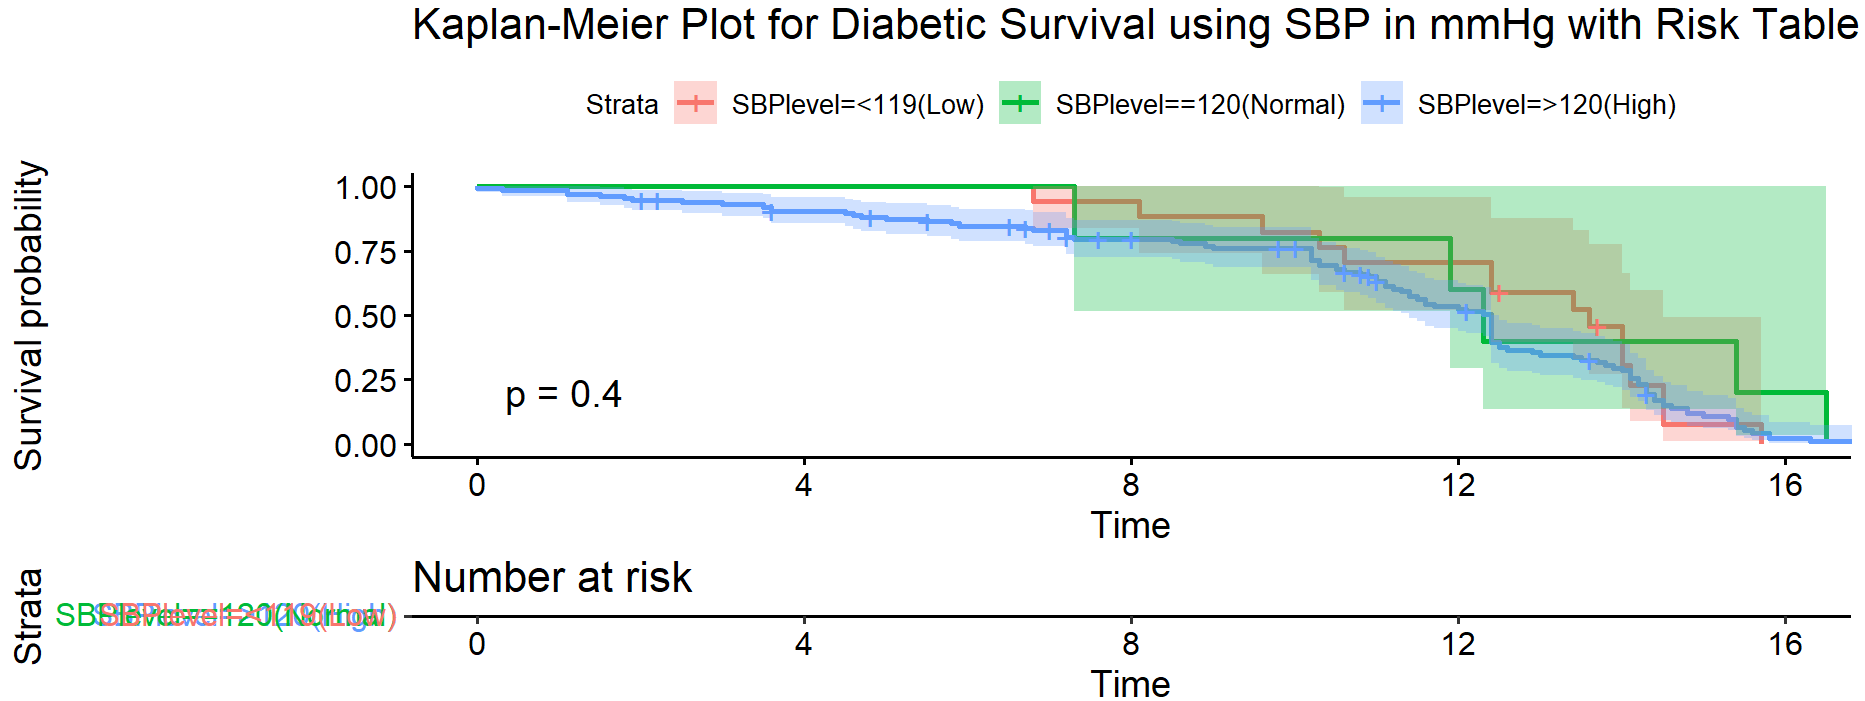 Kaplan-Meier Plot for Diabetic Survival using SBP in mmHg with Risk Table
Strata SBPlevel=<119(Low) SBPlevel==120(Normal) SBPlevel=>120(High)
Survival probability
1.00
0.75
0.50
0.25
0.00
p = 0.4
0 4 8 12 16
Time
Number at risk
Strata
0 4 8 12 16
Time